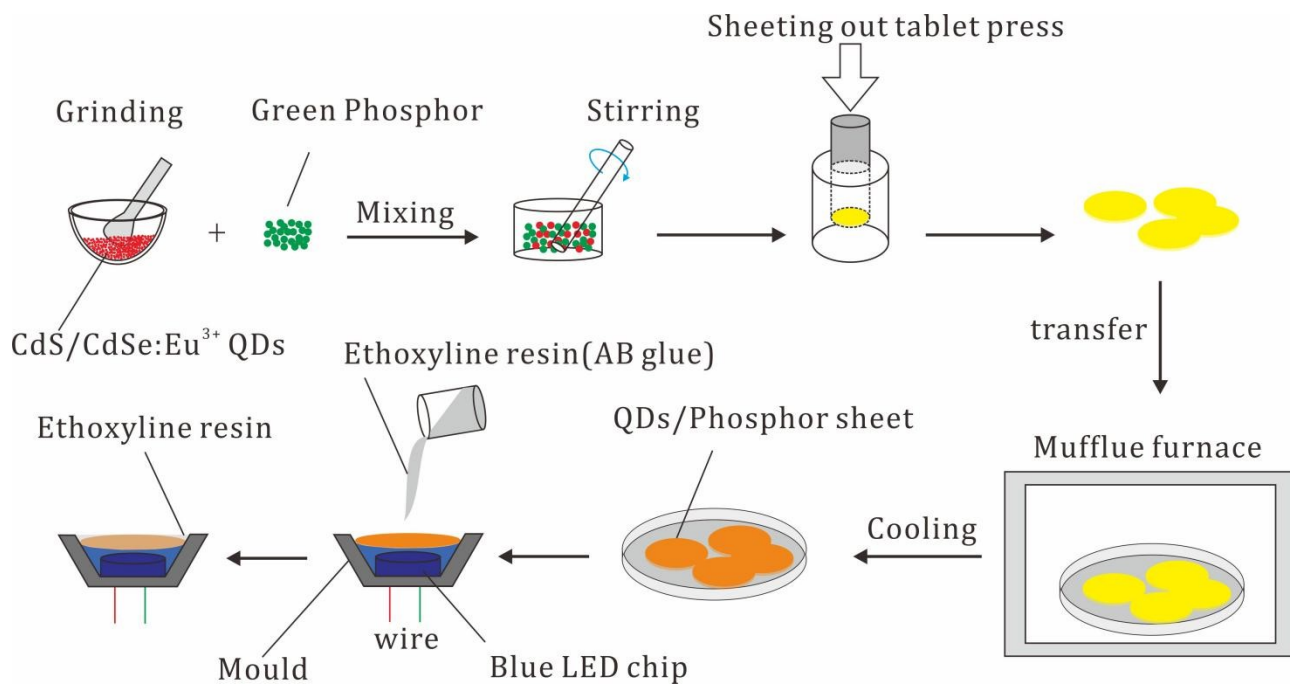 Sheeting out tablet press
Grinding
Green Phosphor
Stirring
Mixing
+
CdS/CdSe:Eu³⁺ QDs
transfer
Ethoxyline resin(AB glue)
Ethoxyline resin
QDs/Phosphor sheet
Mufflue furnace
Cooling
wire
Mould
Blue LED chip